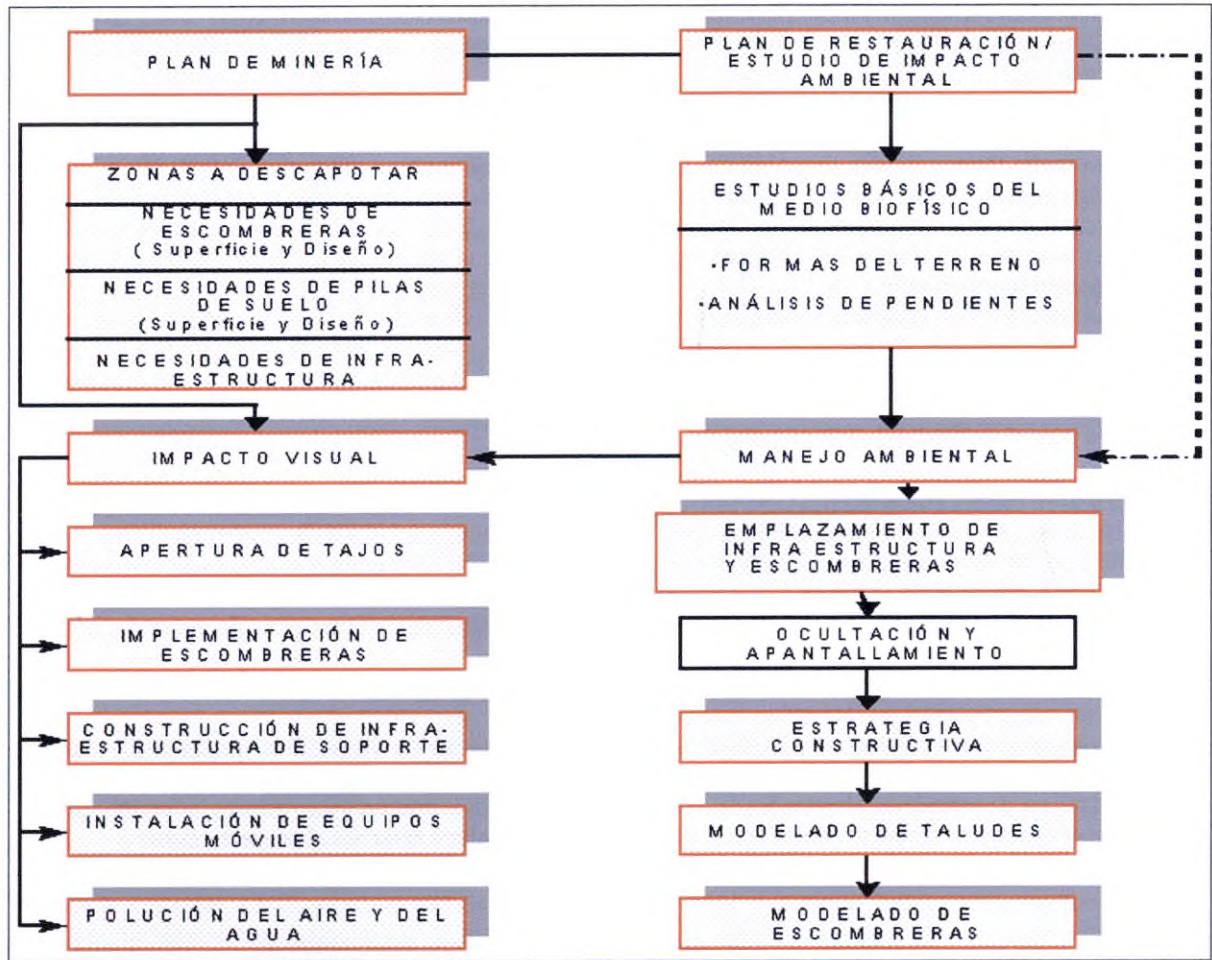 PLAN DE MINERÍA
PLAN DE RESTAURACIÓN/
ESTUDIO DE IMPACTO
AMBIENTAL
ZONAS A DESCAPOTAR
NECESIDADES DE
ESCOMBRERAS
(Superficie y Diseño)
NECESIDADES DE PILAS
DE SUELO
(Superficie y Diseño)
NECESIDADES DE INFRA-
ESTRUCTURA
ESTUDIOS BÁSICOS DEL
MEDIO BIOFÍSICO
·FORMAS DEL TERRENO
·ANÁLISIS DE PENDIENTES
IMPACTO VISUAL
MANEJO AMBIENTAL
APERTURA DE TAJOS
IMPLEMENTACIÓN DE
ESCOMBRERAS
CONSTRUCCIÓN DE INFRA-
ESTRUCTURA DE SOPORTE
INSTALACIÓN DE EQUIPOS
MÓVILES
POLUCIÓN DEL AIRE Y DEL
AGUA
EMPLAZAMIENTO DE
INFRA ESTRUCTURA
Y ESCOMBRERAS
OCULTACIÓN Y
APANTALLAMIENTO
ESTRATEGIA
CONSTRUCTIVA
MODELADO DE TALUDES
MODELADO DE
ESCOMBRERAS